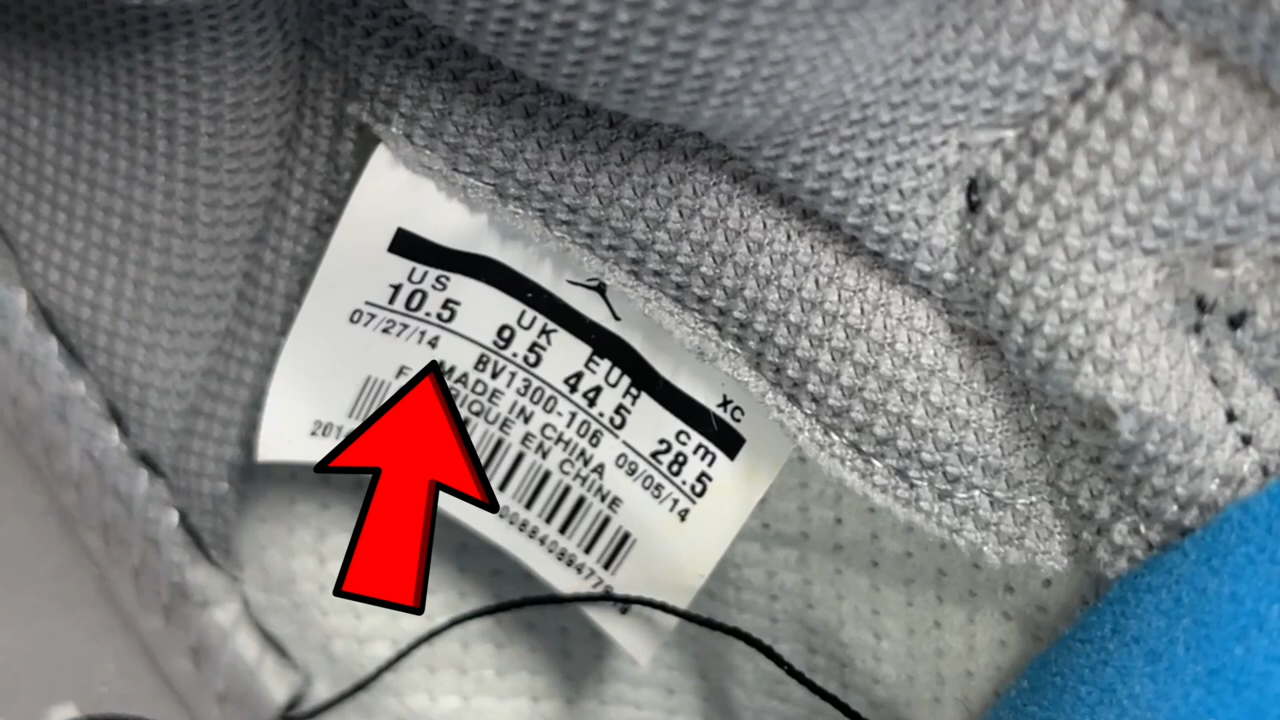 XC
US UK EUR cm
10.5 9.5 44.5 28.5
07/27/14 BV1300-106 09/05/14
MADE IN CHINA
EN CHINE